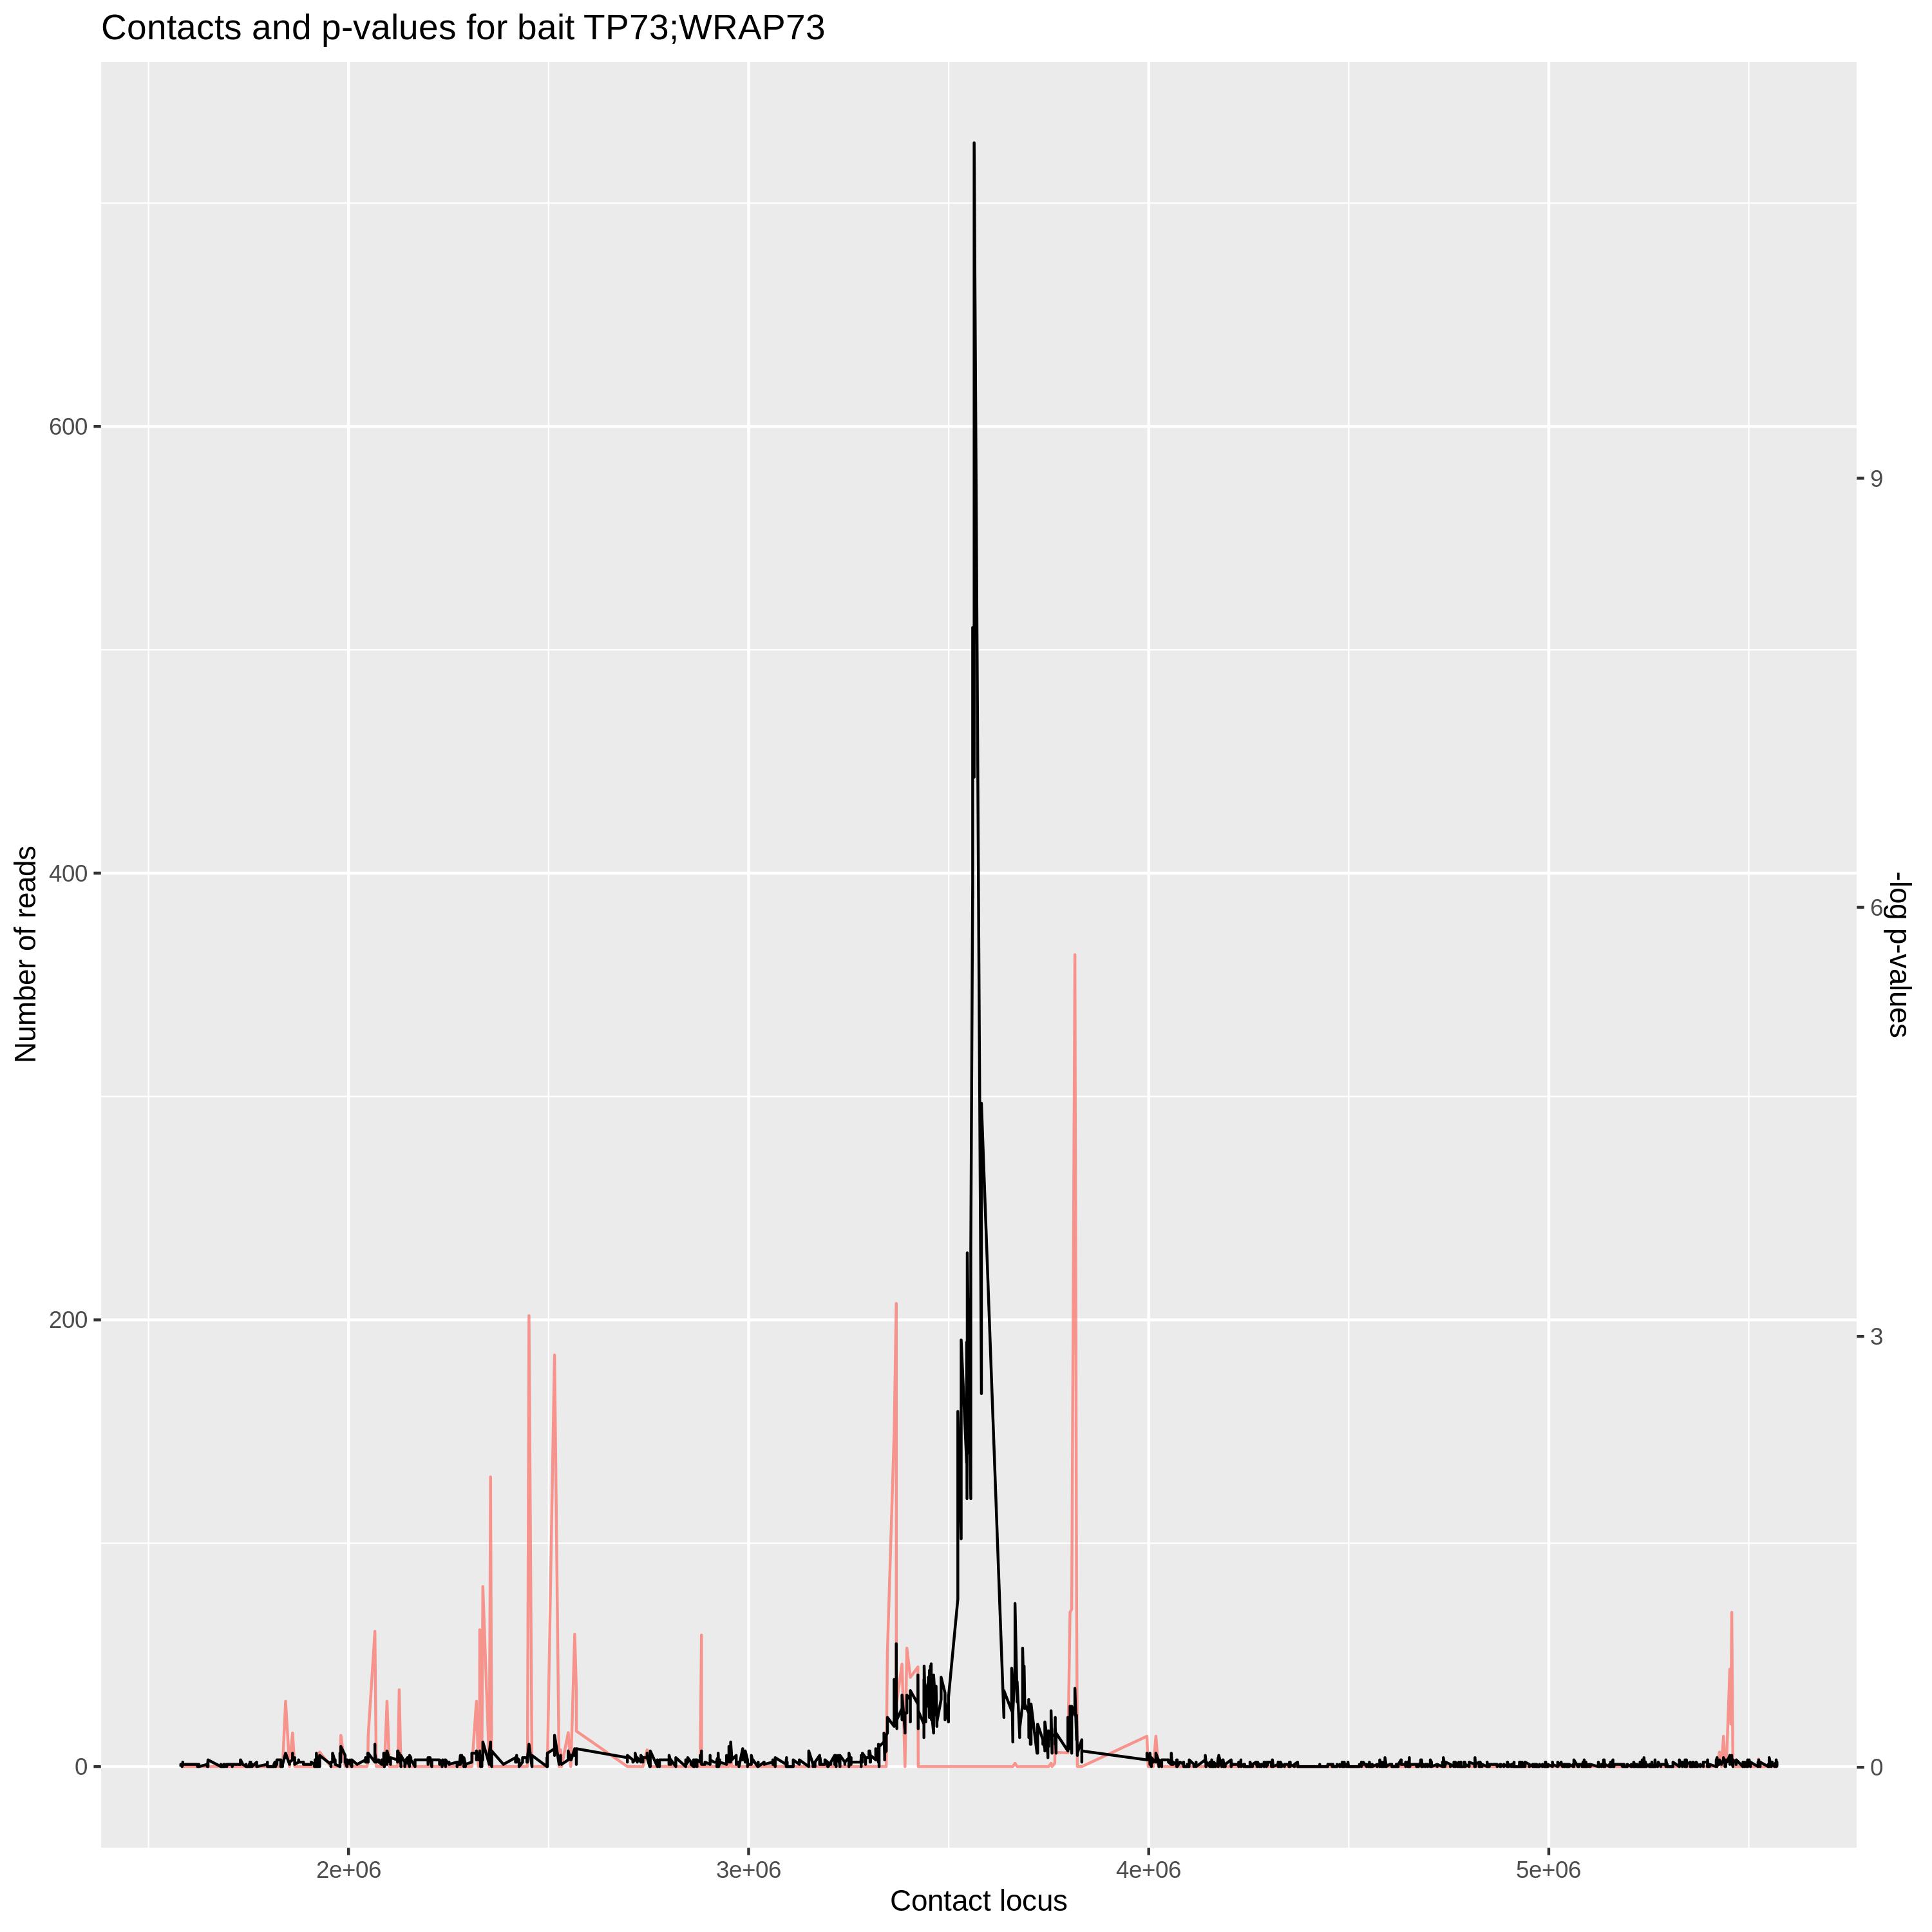 Contacts and p-values for bait TP73;WRAP73
Number of reads
600
400
200
0
9
6
3
0
-log p-values
2e+06
3e+06
4e+06
5e+06
Contact locus